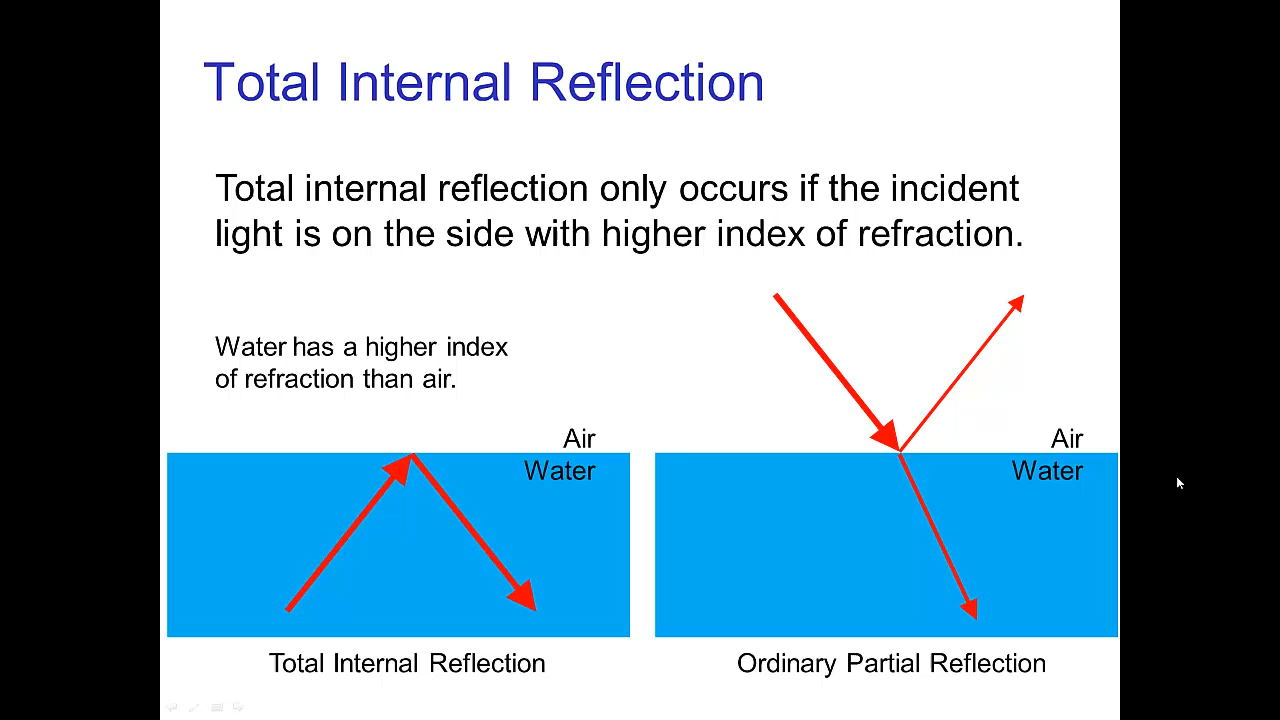 Total Internal Reflection
Total internal reflection only occurs if the incident
light is on the side with higher index of refraction.
Water has a higher index
of refraction than air.
Air
Water
Air
Water
Total Internal Reflection
Ordinary Partial Reflection